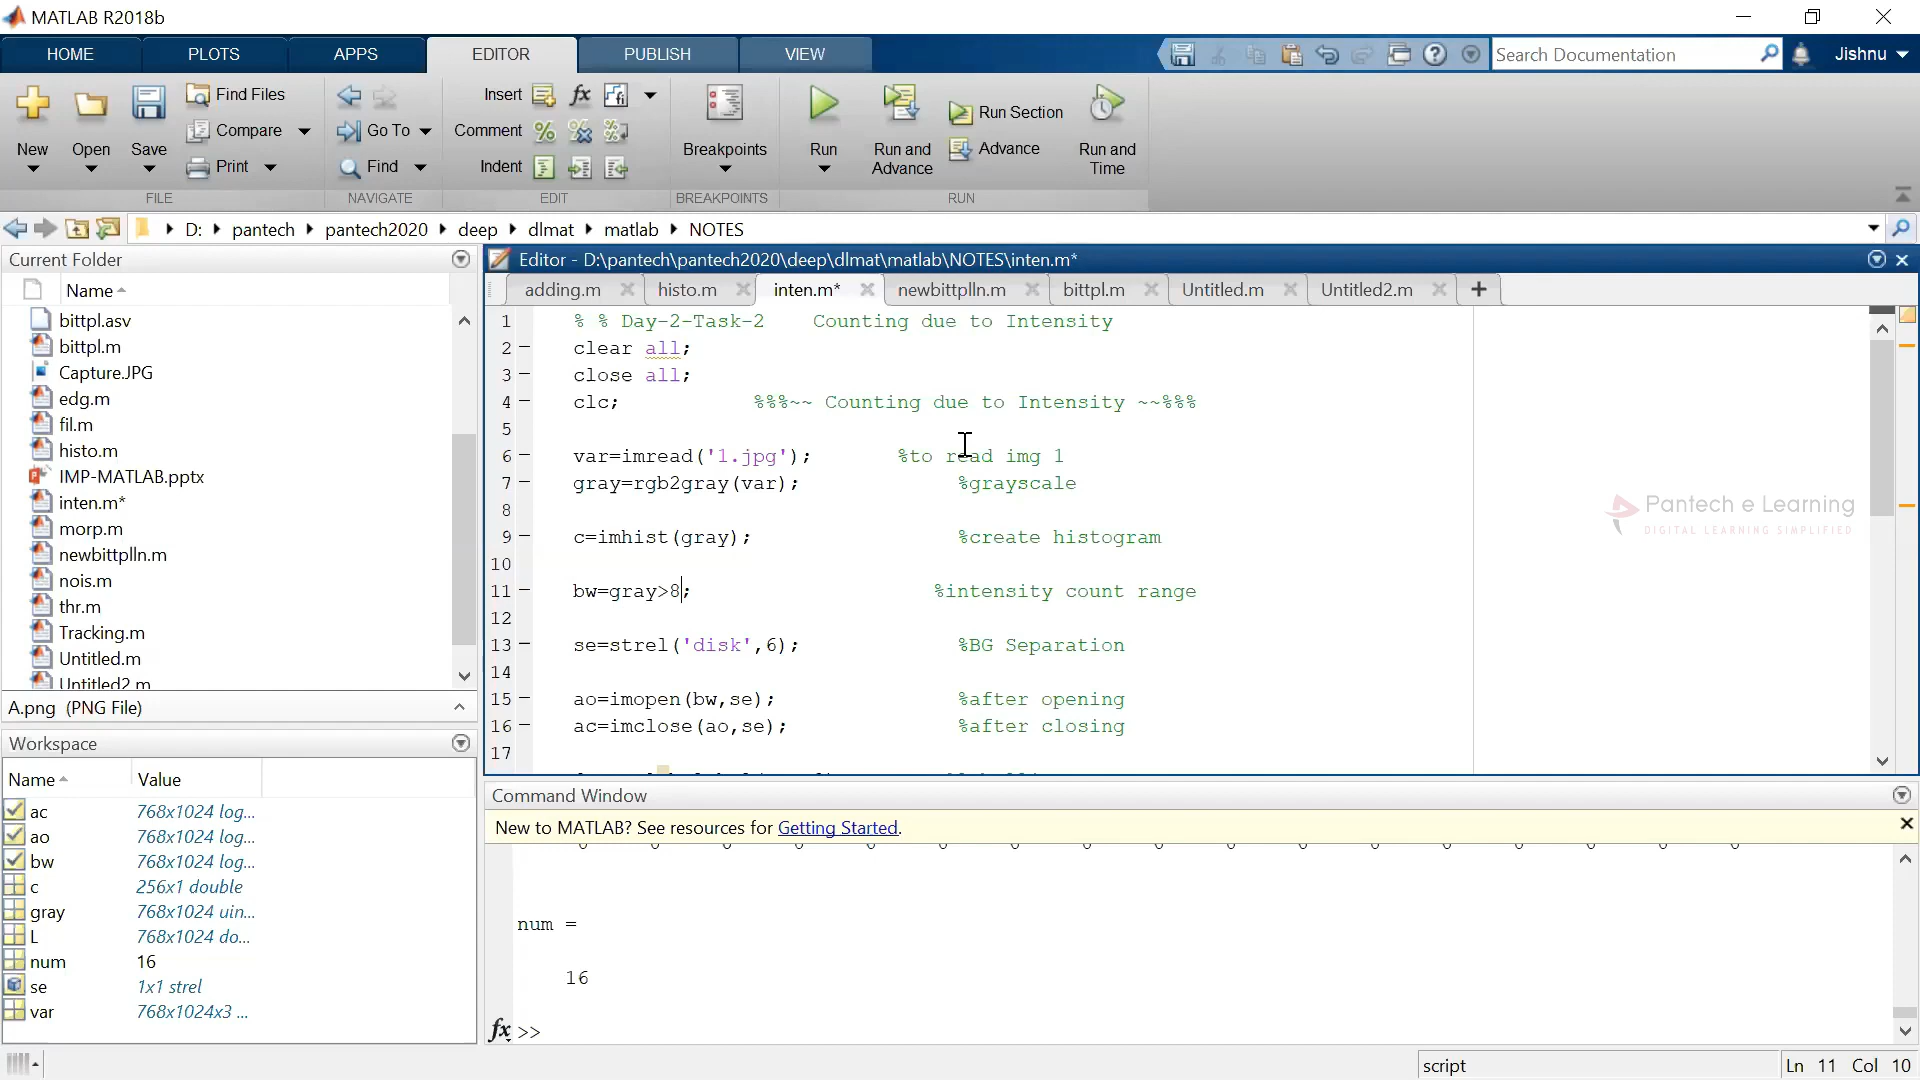 MATLAB R2018b
HOME PLOTS APPS EDITOR PUBLISH VIEW
Search Documentation
Jishnu
New Open Save
Find Files
Compare
Print
FILE
Go To
Find
NAVIGATE
Insert
Comment
Indent
EDIT
Breakpoints
BREAKPOINTS
Run
Run and Advance
Run Section
Advance
Run and Time
RUN
D: pantech pantech2020 deep dlmat matlab NOTES
Current Folder
Name
bittpl.asv
bittpl.m
Capture.JPG
edg.m
fil.m
histo.m
IMP-MATLAB.pptx
inten.m*
morp.m
newbittplln.m
nois.m
thr.m
Tracking.m
Untitled.m
Untitled2.m
A.png (PNG File)
Workspace
Name Value
ac 768x1024 log...
ao 768x1024 log...
bw 768x1024 log...
c 256x1 double
gray 768x1024 uin...
L 768x1024 do...
num 16
se 1x1 strel
var 768x1024x3 ...
Editor - D:\pantech\pantech2020\deep\dlmat\matlab\NOTES\inten.m*
adding.m histo.m inten.m* newbittplln.m bittpl.m Untitled.m Untitled2.m
1 % % Day-2-Task-2 Counting due to Intensity
2 clear all;
3 close all;
4 clc; %%%~~ Counting due to Intensity ~~%%%
5
6 var=imread('1.jpg'); %to read img 1
7 gray=rgb2gray(var); %grayscale
8
9 c=imhist(gray); %create histogram
10
11 bw=gray>8; %intensity count range
12
13 se=strel('disk',6); %BG Separation
14
15 ao=imopen(bw,se); %after opening
16 ac=imclose(ao,se); %after closing
17
Pantech e Learning
DIGITAL LEARNING SIMPLIFIED
Command Window
New to MATLAB? See resources for Getting Started.
num =
16
fx >>
script
Ln 11 Col 10